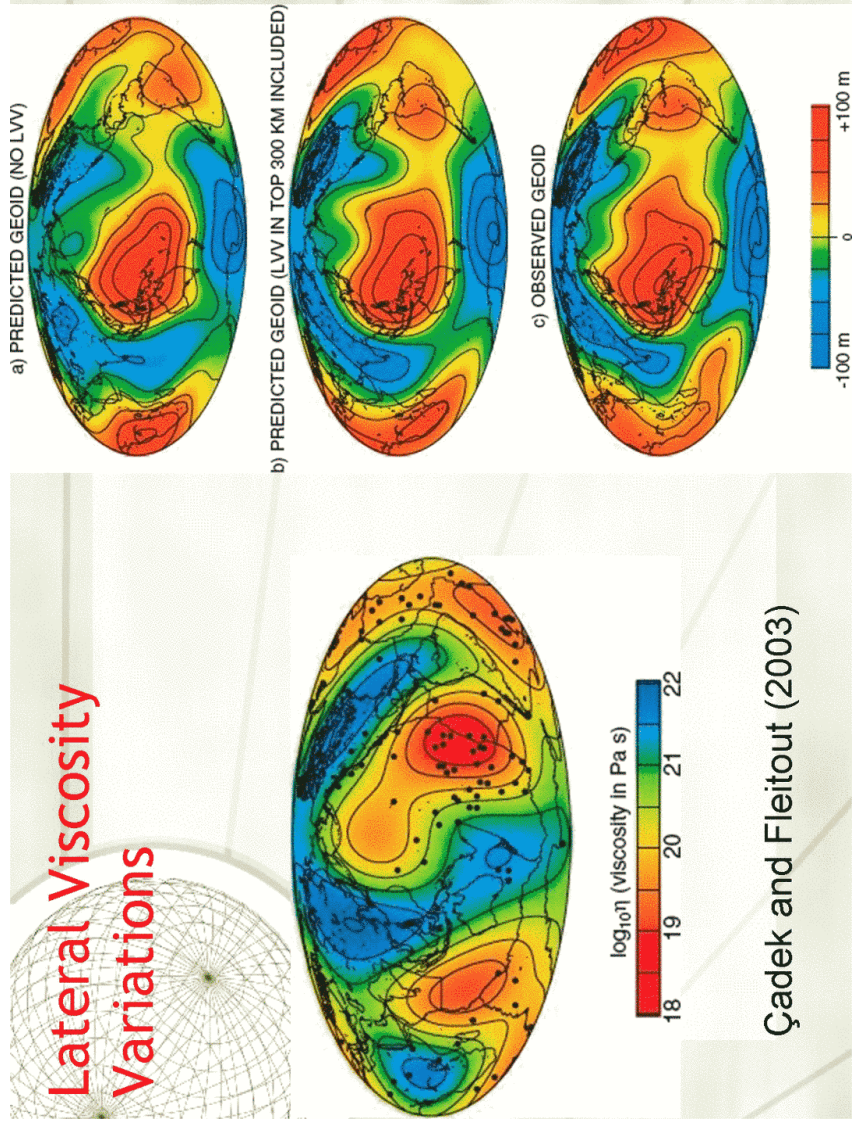 Lateral Viscosity
Variations
18 19 20 21 22
log₁₀η (viscosity in Pa s)
Çadek and Fleitout (2003)
a) PREDICTED GEOID (NO LVV)
b) PREDICTED GEOID (LVV IN TOP 300 KM INCLUDED)
c) OBSERVED GEOID
-100 m 0 +100 m